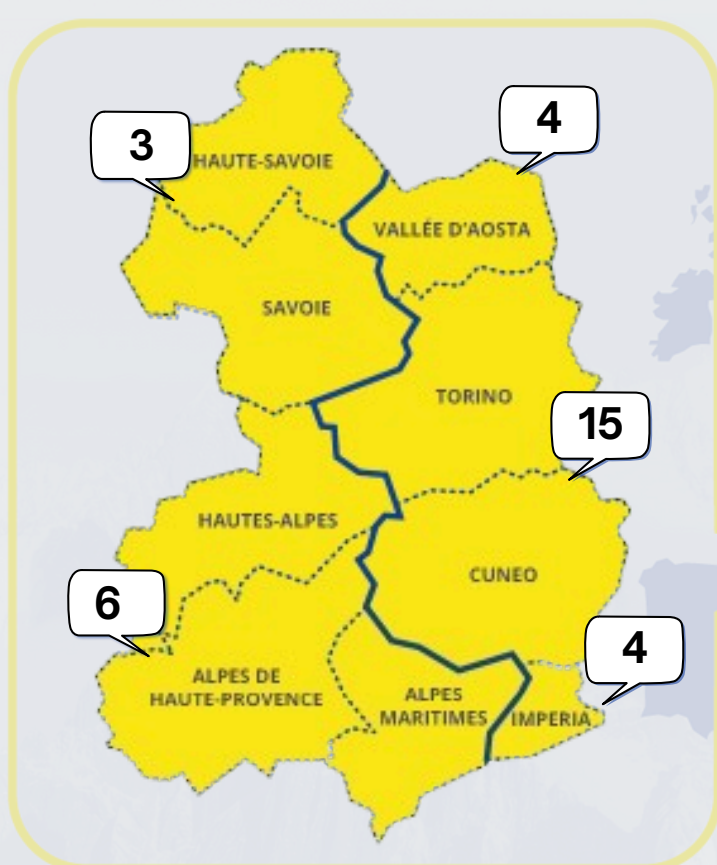 4
3
HAUTE-SAVOIE
VALLÉE D'AOSTA
SAVOIE
TORINO
15
HAUTES-ALPES
CUNEO
6
4
ALPES DE
HAUTE-PROVENCE
ALPES
MARITIMES
IMPERIA